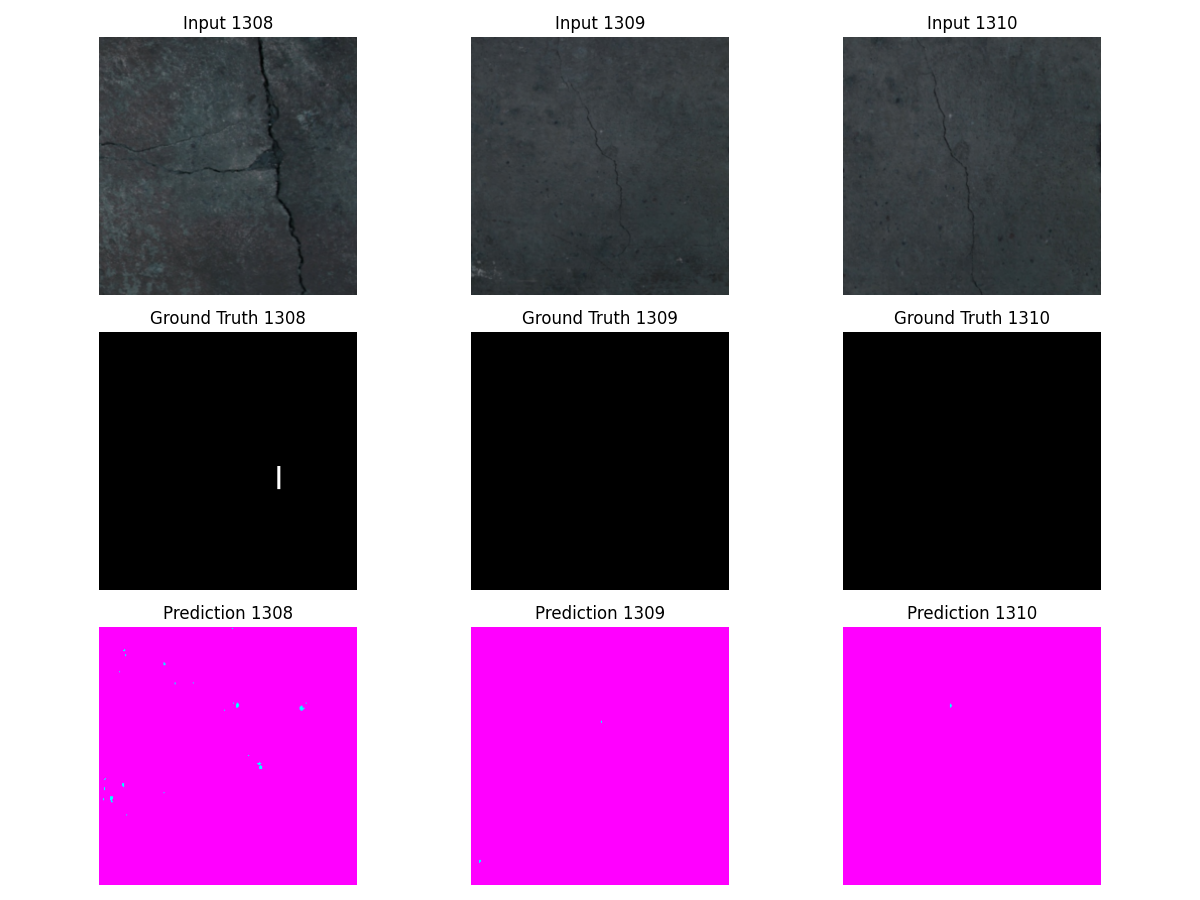 Input 1308
Input 1309
Input 1310
Ground Truth 1308
Ground Truth 1309
Ground Truth 1310
Prediction 1308
Prediction 1309
Prediction 1310